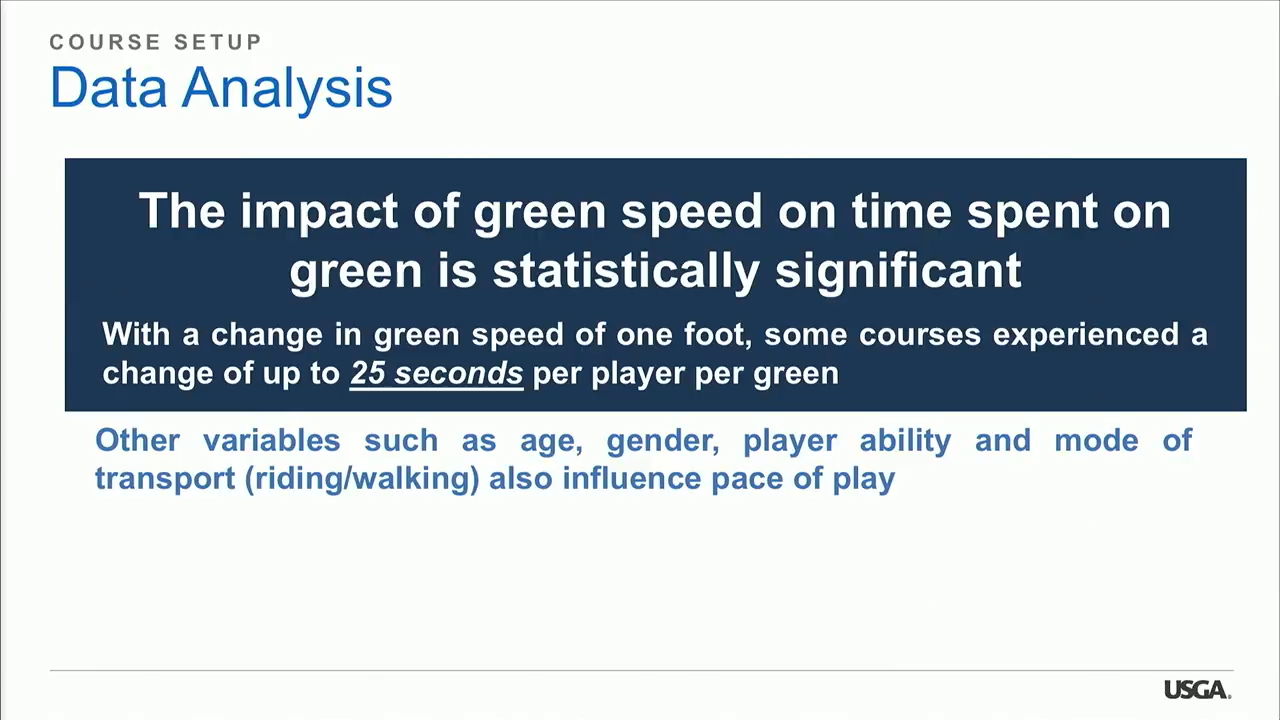 COURSE SETUP
Data Analysis
The impact of green speed on time spent on
green is statistically significant
With a change in green speed of one foot, some courses experienced a
change of up to 25 seconds per player per green
Other variables such as age, gender, player ability and mode of
transport (riding/walking) also influence pace of play
USGA.